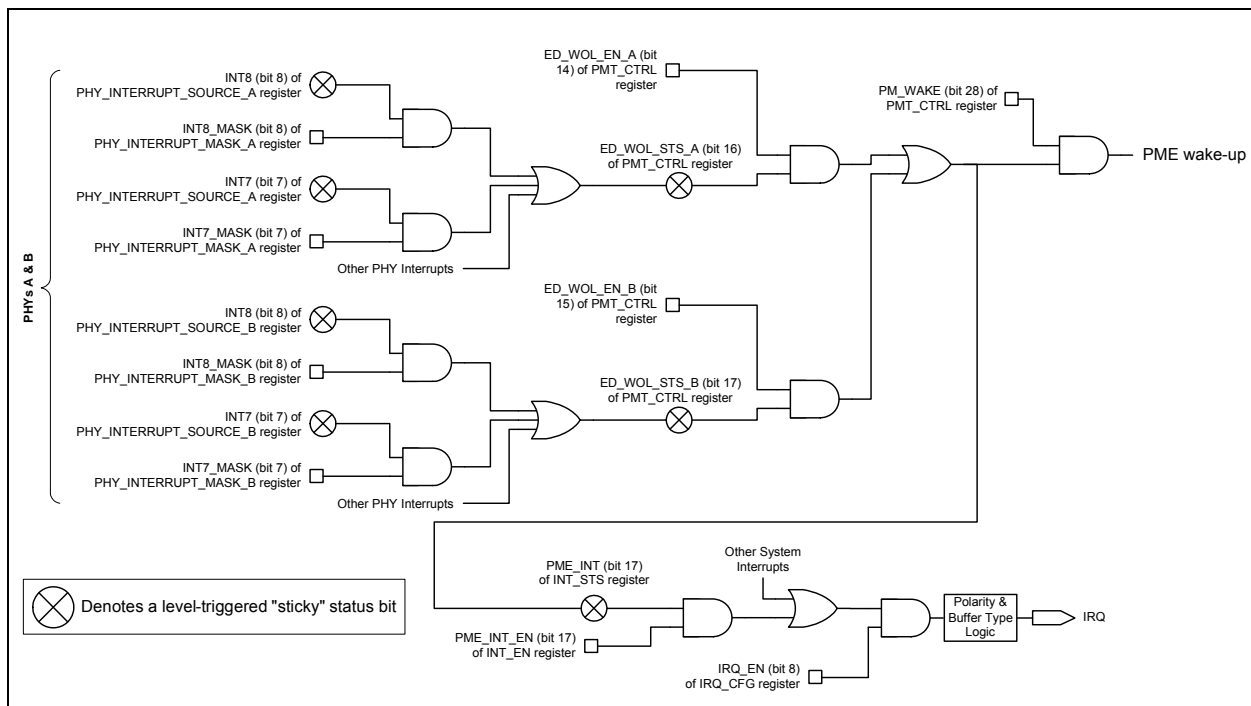 PHYs A & B
INT8 (bit 8) of
PHY_INTERRUPT_SOURCE_A register
INT8_MASK (bit 8) of
PHY_INTERRUPT_MASK_A register
INT7 (bit 7) of
PHY_INTERRUPT_SOURCE_A register
INT7_MASK (bit 7) of
PHY_INTERRUPT_MASK_A register
Other PHY Interrupts
ED_WOL_EN_A (bit
14) of PMT_CTRL
register
ED_WOL_STS_A (bit 16)
of PMT_CTRL register
PM_WAKE (bit 28) of
PMT_CTRL register
PME wake-up
INT8 (bit 8) of
PHY_INTERRUPT_SOURCE_B register
INT8_MASK (bit 8) of
PHY_INTERRUPT_MASK_B register
INT7 (bit 7) of
PHY_INTERRUPT_SOURCE_B register
INT7_MASK (bit 7) of
PHY_INTERRUPT_MASK_B register
Other PHY Interrupts
ED_WOL_EN_B (bit
15) of PMT_CTRL
register
ED_WOL_STS_B (bit 17)
of PMT_CTRL register
Denotes a level-triggered "sticky" status bit
PME_INT (bit 17)
of INT_STS register
PME_INT_EN (bit 17)
of INT_EN register
Other System
Interrupts
IRQ_EN (bit 8)
of IRQ_CFG register
Polarity &
Buffer Type
Logic
IRQ